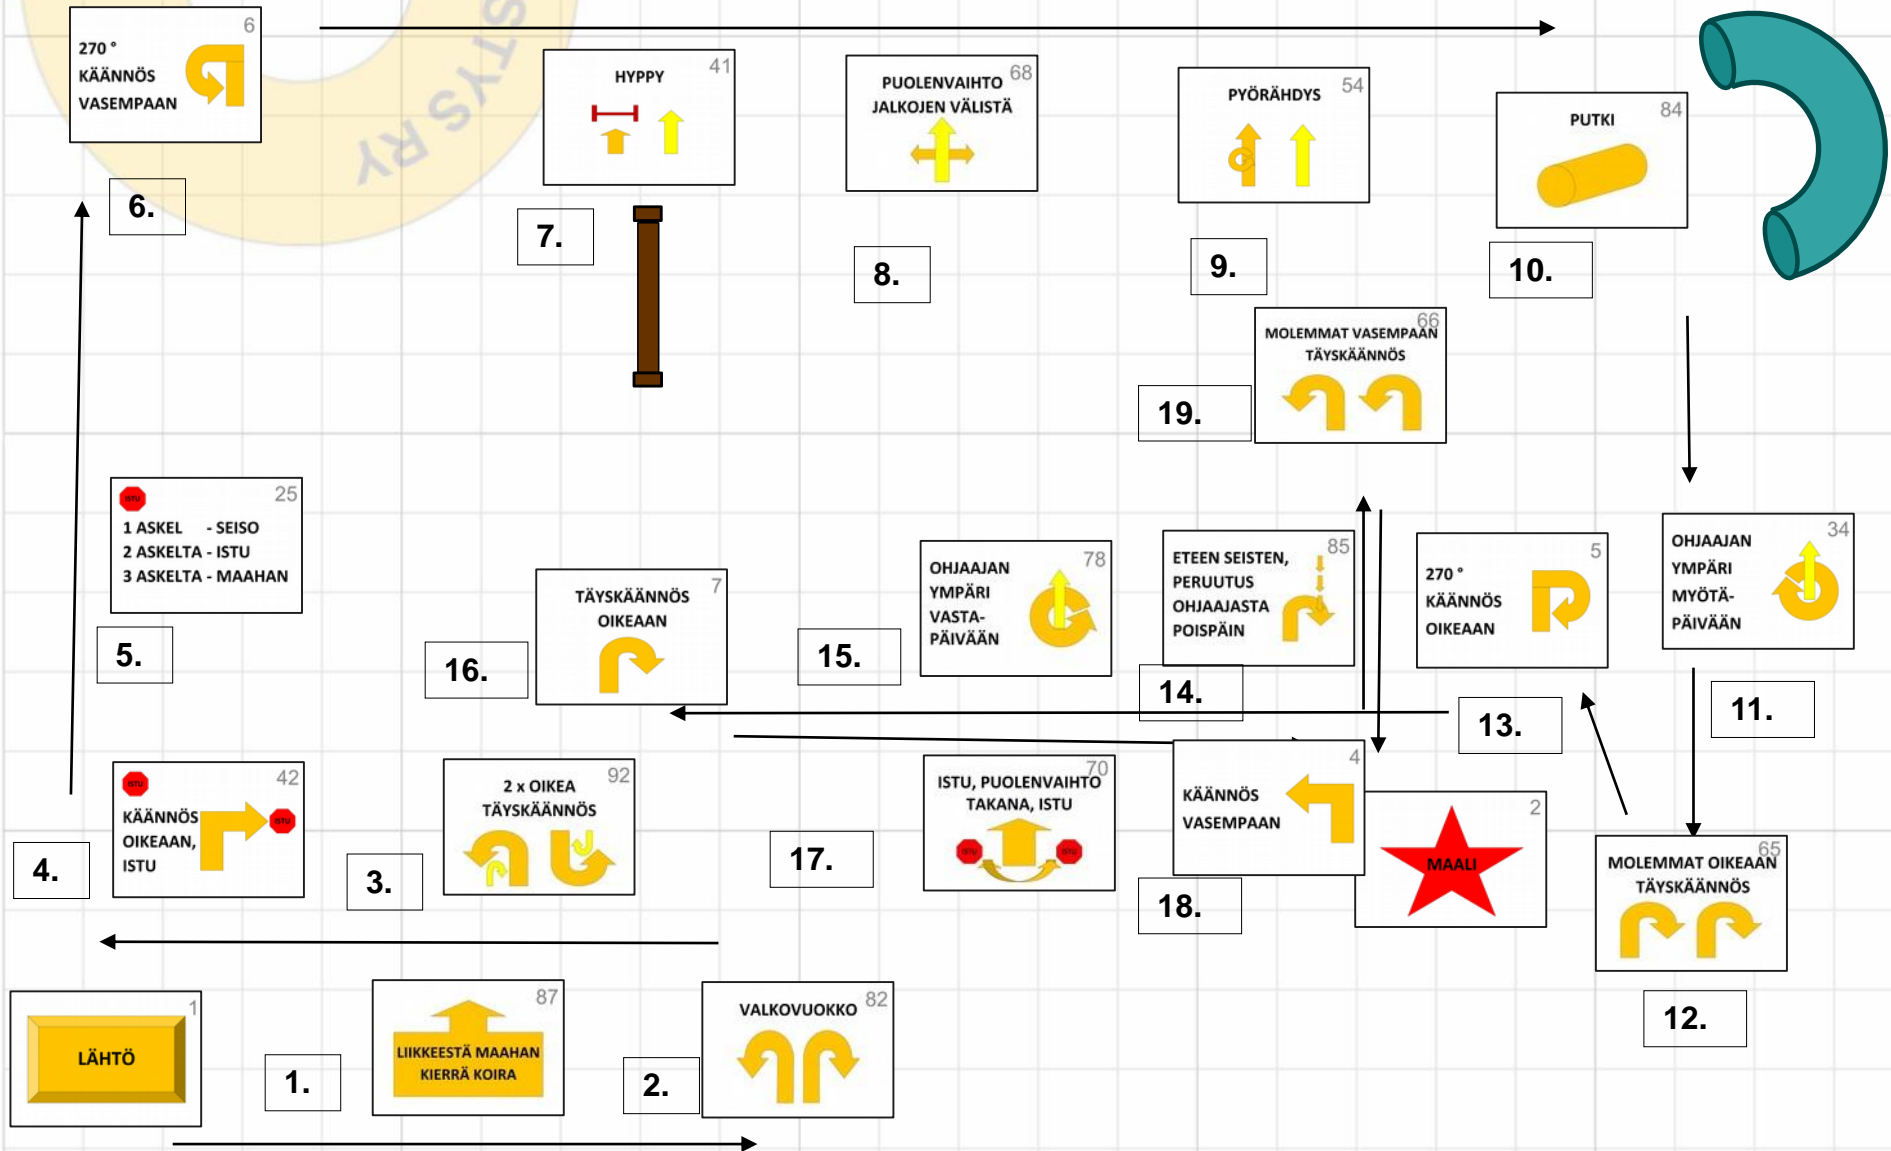 STYS RY
6
270 °
KÄÄNNÖS
VASEMPAAN
6.
41
HYPPY
7.
68
PUOLENVAIHTO
JALKOJEN VÄLISTÄ
8.
54
PYÖRÄHDYS
9.
84
PUTKI
10.
66
MOLEMMAT VASEMPAAN
TÄYSKÄÄNNÖS
19.
25
ISTU
1 ASKEL - SEISO
2 ASKELTA - ISTU
3 ASKELTA - MAAHAN
5.
7
TÄYSKÄÄNNÖS
OIKEAAN
16.
78
OHJAAJAN
YMPÄRI
VASTA-
PÄIVÄÄN
15.
85
ETEEN SEISTEN,
PERUUTUS
OHJAAJASTA
POISPÄIN
14.
5
270 °
KÄÄNNÖS
OIKEAAN
13.
34
OHJAAJAN
YMPÄRI
MYÖTÄ-
PÄIVÄÄN
11.
42
ISTU
KÄÄNNÖS
OIKEAAN,
ISTU
ISTU
4.
92
2 x OIKEA
TÄYSKÄÄNNÖS
3.
70
ISTU, PUOLENVAIHTO
TAKANA, ISTU
ISTU
ISTU
17.
4
KÄÄNNÖS
VASEMPAAN
18.
2
MAALI
65
MOLEMMAT OIKEAAN
TÄYSKÄÄNNÖS
12.
1
LÄHTÖ
1.
87
LIIKKEESTÄ MAAHAN
KIERRÄ KOIRA
2.
82
VALKOVUOKKO